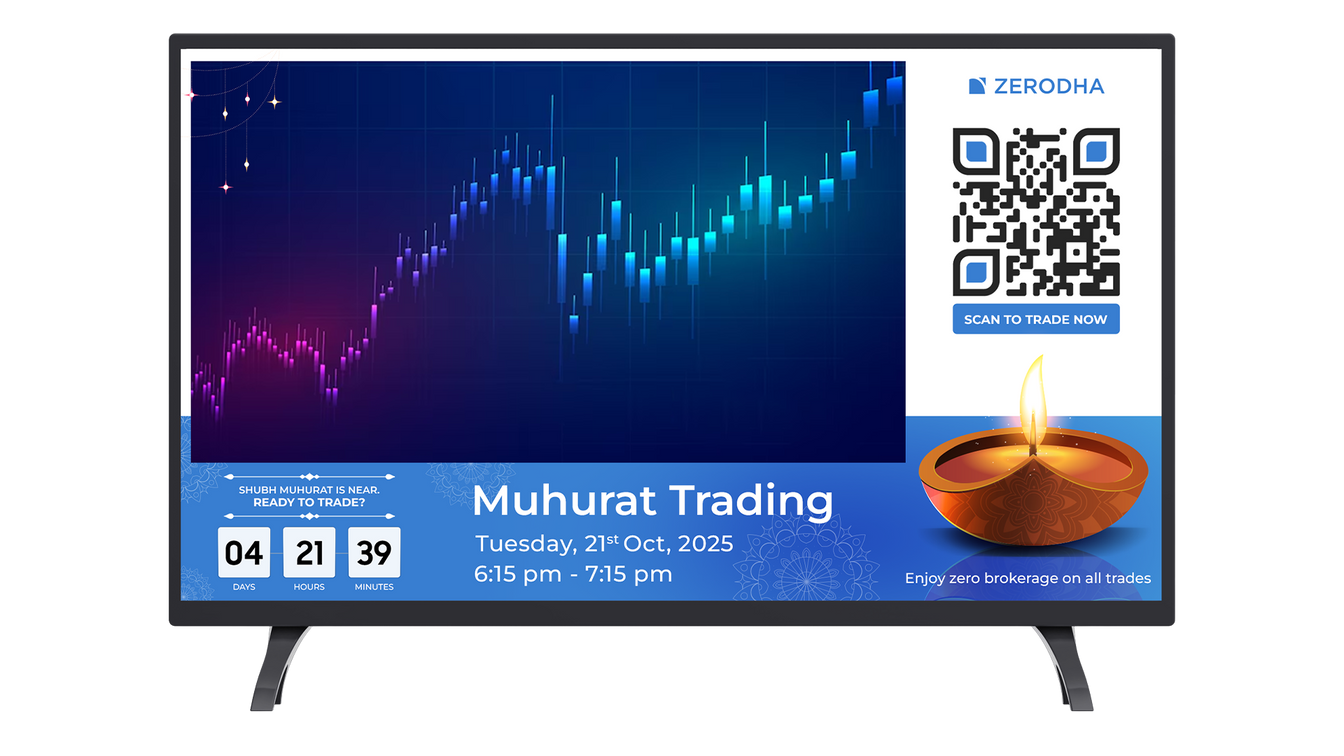 ZERODHA
SCAN TO TRADE NOW
SHUBH MUHURAT IS NEAR.
READY TO TRADE?
04 21 39
DAYS HOURS MINUTES
Muhurat Trading
Tuesday, 21st Oct, 2025
6:15 pm - 7:15 pm
Enjoy zero brokerage on all trades